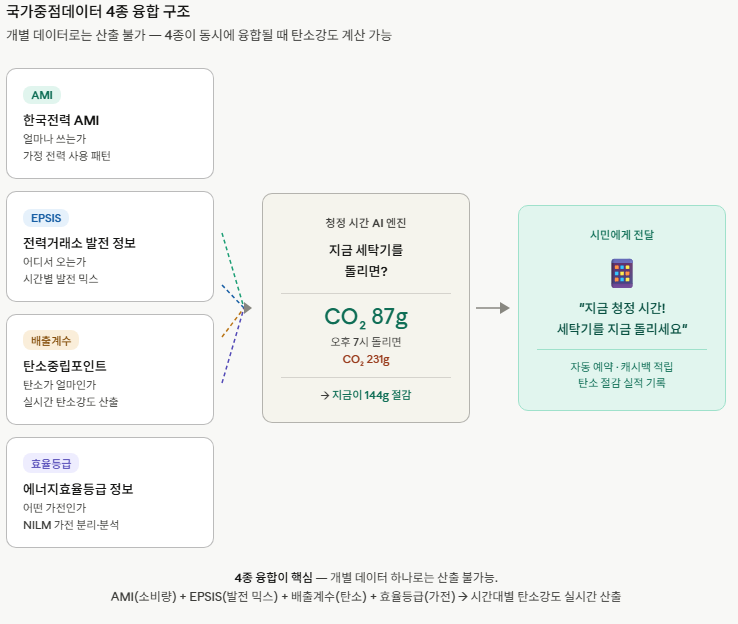 국가중점데이터 4종 융합 구조
개별 데이터로는 산출 불가 — 4종이 동시에 융합될 때 탄소강도 계산 가능
AMI
한국전력 AMI
얼마나 쓰는가
가정 전력 사용 패턴
EPSIS
전력거래소 발전 정보
어디서 오는가
시간별 발전 믹스
배출계수
탄소중립포인트
탄소가 얼마인가
실시간 탄소강도 산출
효율등급
에너지효율등급 정보
어떤 가전인가
NILM 가전 분리·분석
청정 시간 AI 엔진
지금 세탁기를
돌리면?
CO₂ 87g
오후 7시 돌리면
CO₂ 231g
→ 지금이 144g 절감
시민에게 전달
“지금 청정 시간!
세탁기를 지금 돌리세요”
자동 예약 · 캐시백 적립
탄소 절감 실적 기록
4종 융합이 핵심 — 개별 데이터 하나로는 산출 불가능.
AMI(소비량) + EPSIS(발전 믹스) + 배출계수(탄소) + 효율등급(가전) → 시간대별 탄소강도 실시간 산출